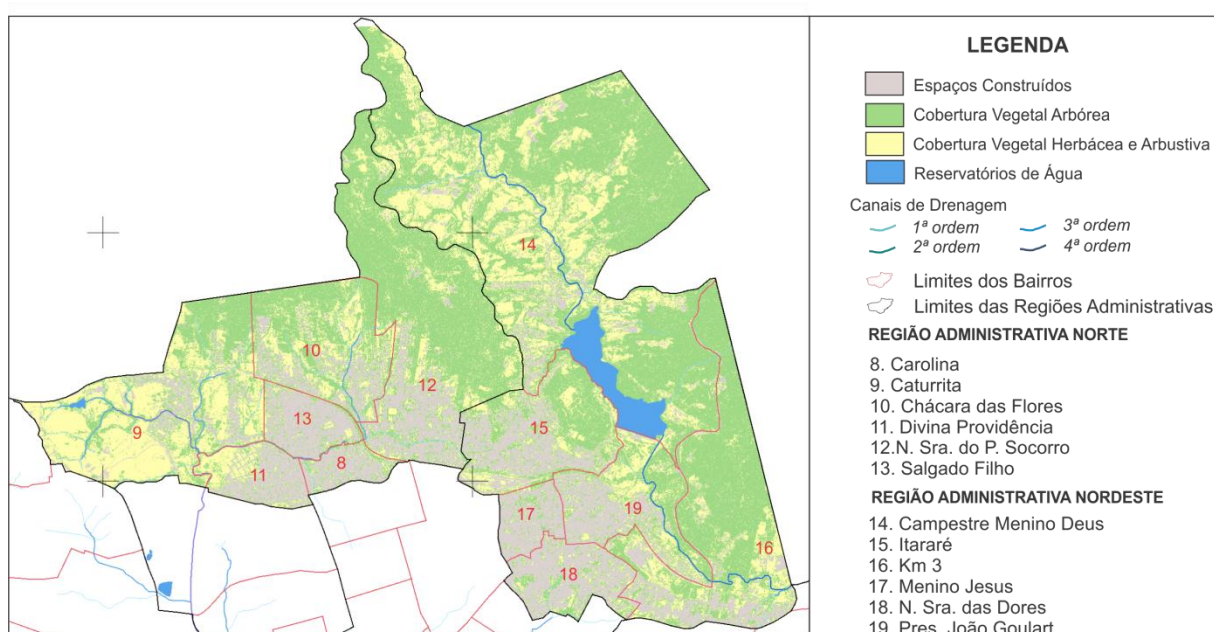 LEGENDA
Espaços Construídos
Cobertura Vegetal Arbórea
Cobertura Vegetal Herbácea e Arbustiva
Reservatórios de Água
Canais de Drenagem
1ª ordem 3ª ordem
2ª ordem 4ª ordem
Limites dos Bairros
Limites das Regiões Administrativas
REGIÃO ADMINISTRATIVA NORTE
8. Carolina
9. Caturrita
10. Chácara das Flores
11. Divina Providência
12.N. Sra. do P. Socorro
13. Salgado Filho
REGIÃO ADMINISTRATIVA NORDESTE
14. Campestre Menino Deus
15. Itararé
16. Km 3
17. Menino Jesus
18. N. Sra. das Dores
19. Pres. João Goulart
14
10
12
13
9
15
11
8
17
19
16
18